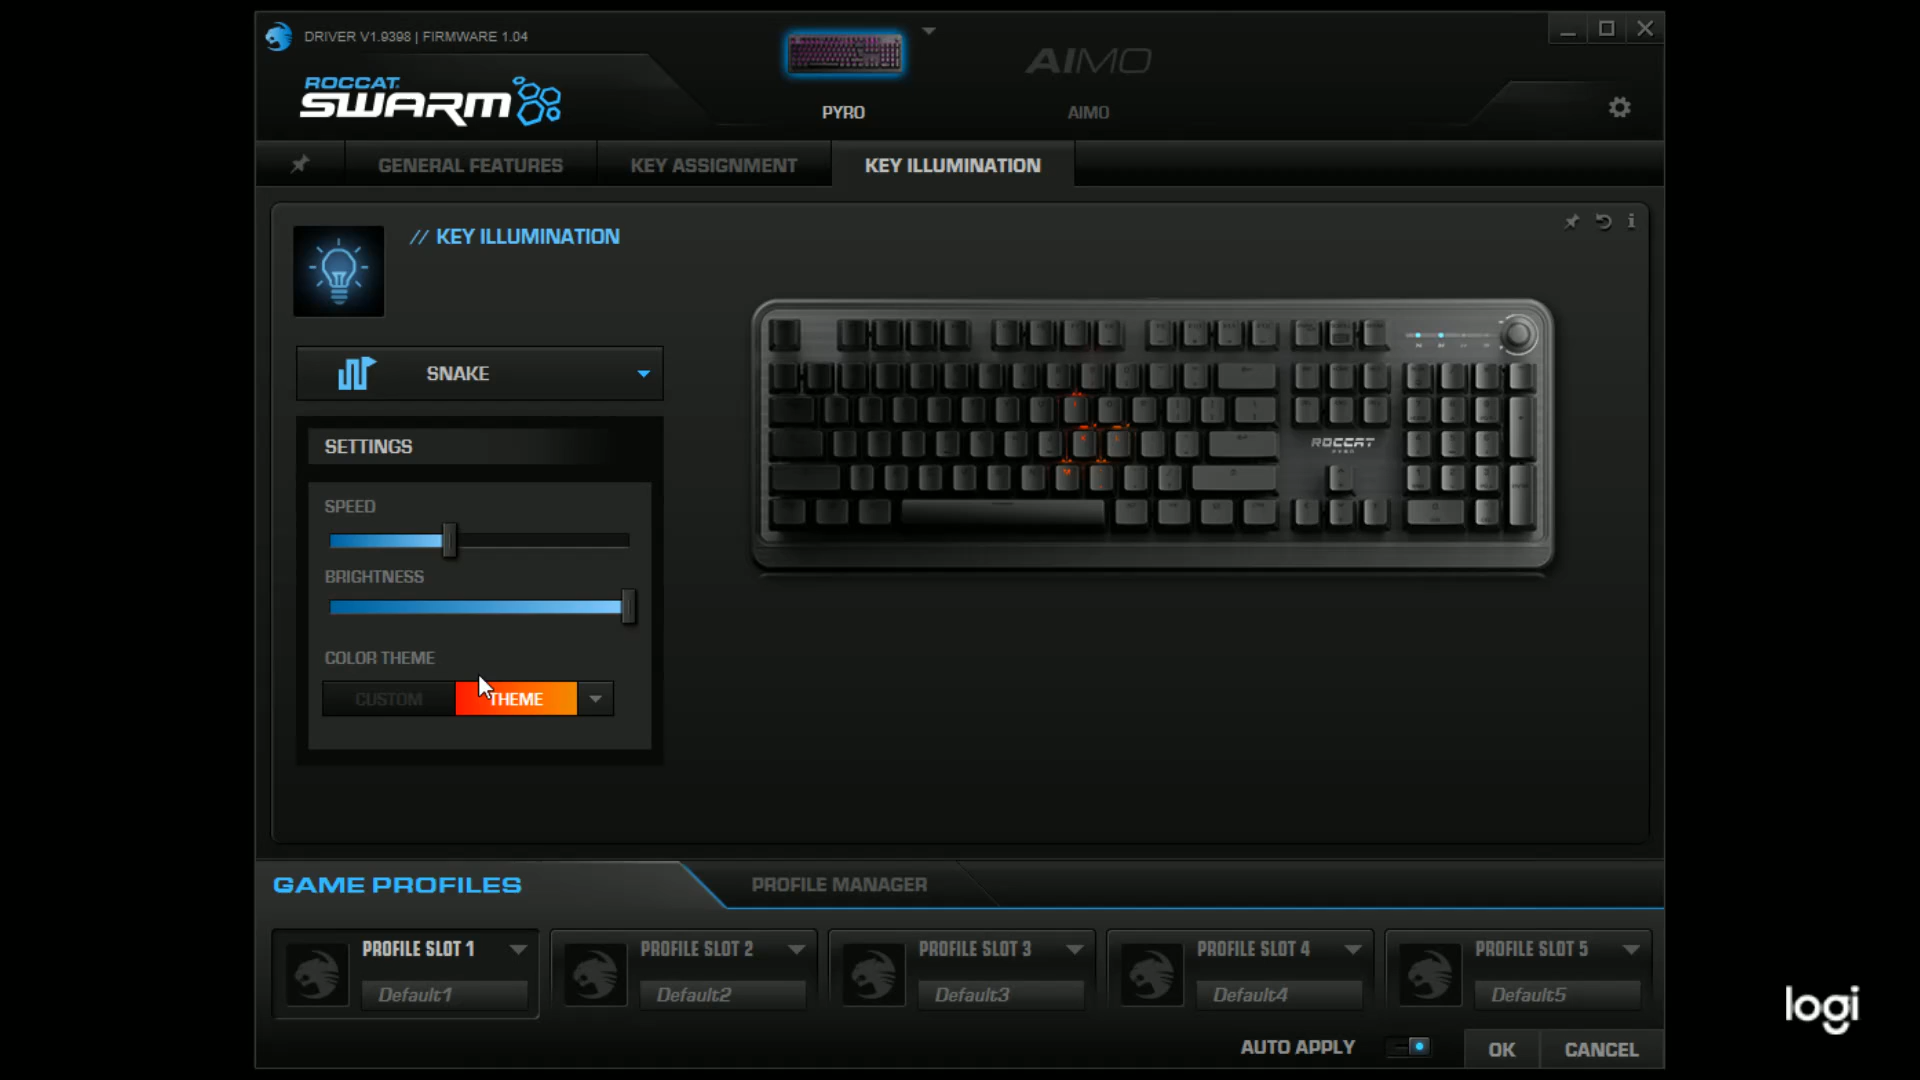 DRIVER V1.9398 | FIRMWARE 1.04
ROCCAT
SWARM
AIMO
PYRO
AIMO
GENERAL FEATURES
KEY ASSIGNMENT
KEY ILLUMINATION
// KEY ILLUMINATION
SNAKE
SETTINGS
SPEED
BRIGHTNESS
COLOR THEME
CUSTOM
THEME
ROCCAT
GAME PROFILES
PROFILE MANAGER
PROFILE SLOT 1
Default1
PROFILE SLOT 2
Default2
PROFILE SLOT 3
Default3
PROFILE SLOT 4
Default4
PROFILE SLOT 5
Default5
AUTO APPLY
OK
CANCEL
logi